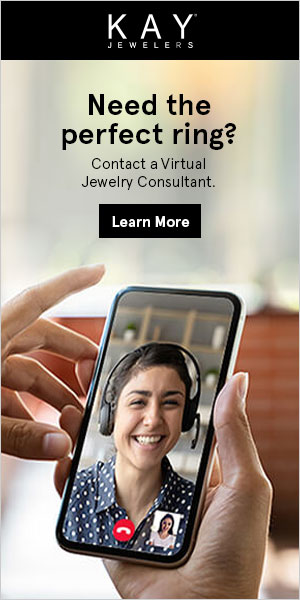 KAY
JEWELERS
Need the
perfect ring?
Contact a Virtual
Jewelry Consultant.
Learn More